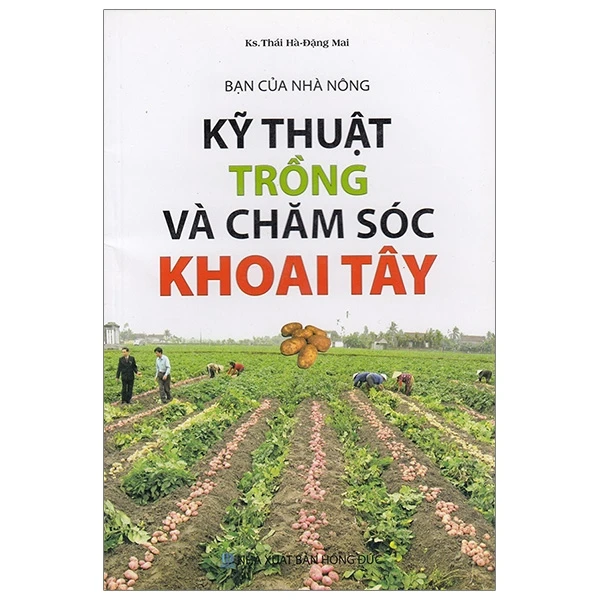 Ks.Thái Hà-Đặng Mai
BẠN CỦA NHÀ NÔNG
KỸ THUẬT
TRỒNG
VÀ CHĂM SÓC
KHOAI TÂY
NHÀ XUẤT BẢN HỒNG ĐỨC